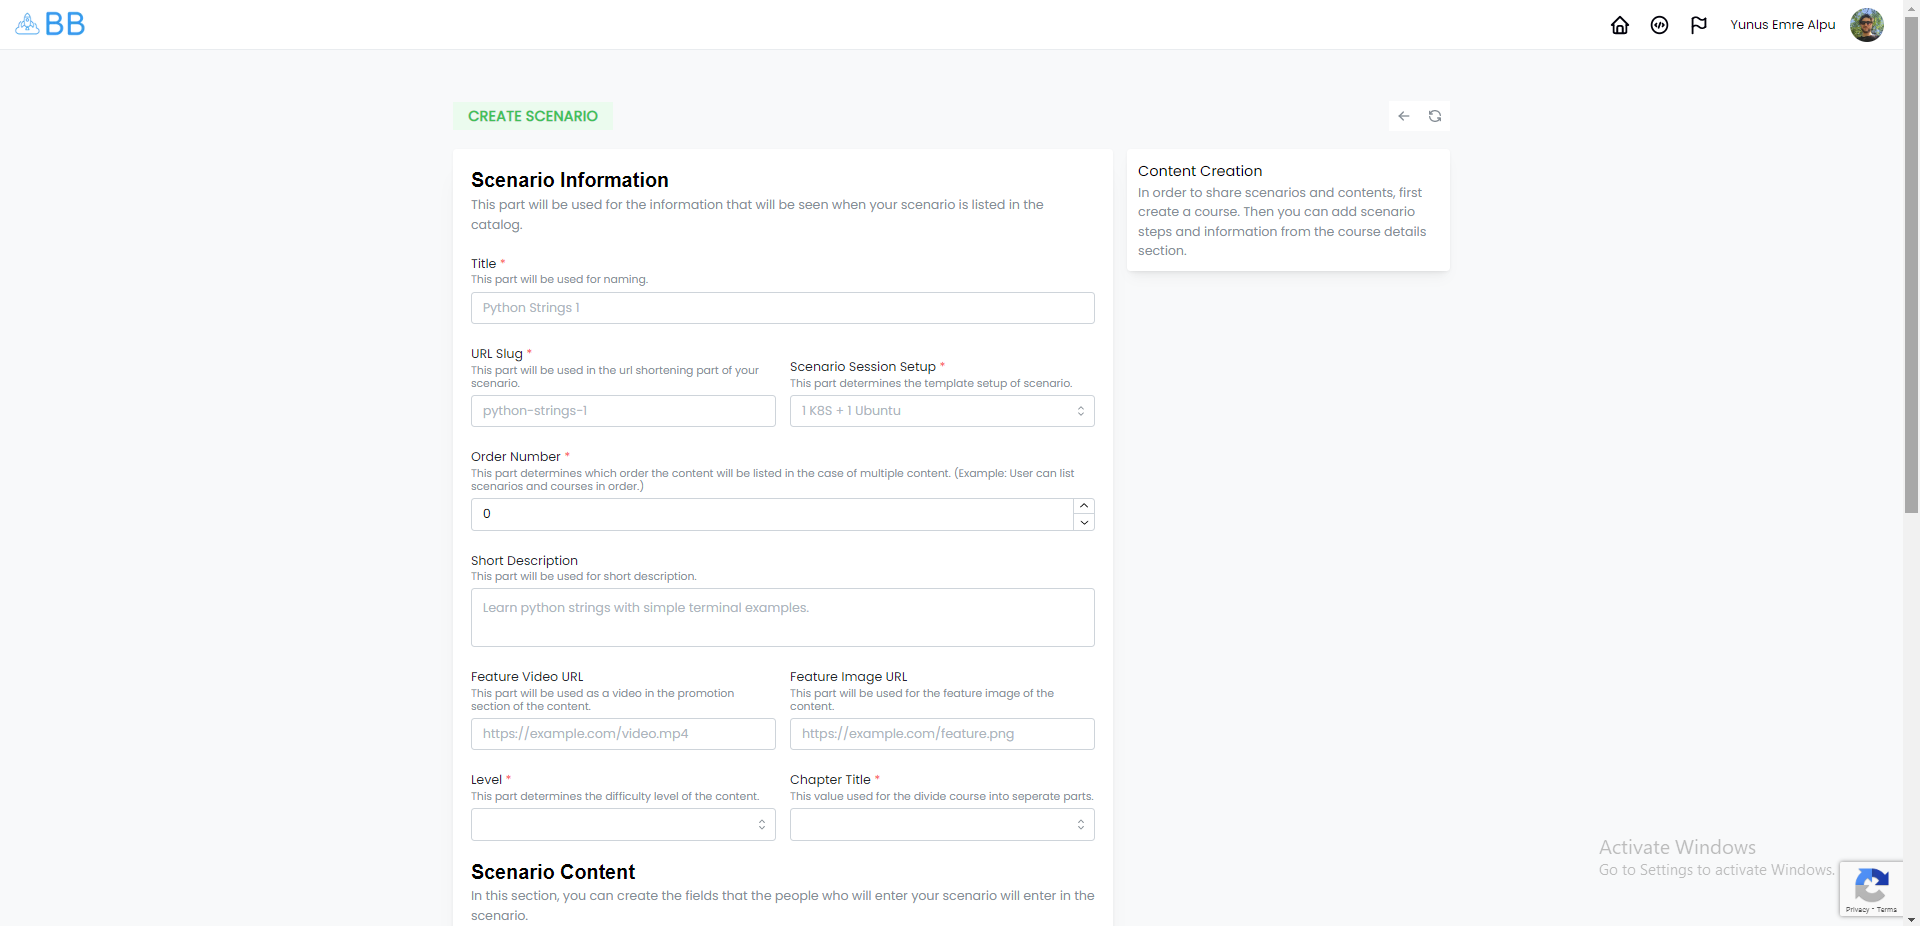 BB
Yunus Emre Alpu
CREATE SCENARIO
Scenario Information
This part will be used for the information that will be seen when your scenario is listed in the
catalog.
Title *
This part will be used for naming.
Python Strings 1
URL Slug *
This part will be used in the url shortening part of your
scenario.
python-strings-1
Scenario Session Setup *
This part determines the template setup of scenario.
1 K8S + 1 Ubuntu
Order Number *
This part determines which order the content will be listed in the case of multiple content. (Example: User can list
scenarios and courses in order.)
0
Short Description
This part will be used for short description.
Learn python strings with simple terminal examples.
Feature Video URL
This part will be used as a video in the promotion
section of the content.
https://example.com/video.mp4
Feature Image URL
This part will be used for the feature image of the
content.
https://example.com/feature.png
Level *
This part determines the difficulty level of the content.
Chapter Title *
This value used for the divide course into seperate parts.
Scenario Content
In this section, you can create the fields that the people who will enter your scenario will enter in the
scenario.
Content Creation
In order to share scenarios and contents, first
create a course. Then you can add scenario
steps and information from the course details
section.
Activate Windows
Go to Settings to activate Windows.
Privacy - Terms